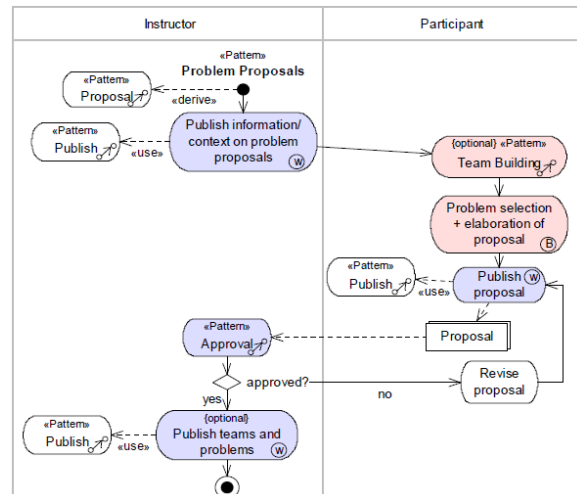 Instructor
Participant
«Pattern»
Problem Proposals
«Pattern»
Proposal
«derive»
Publish information/
context on problem
proposals
W
«Pattern»
Publish
«use»
{optional} «Pattern»
Team Building
Problem selection
+ elaboration of
proposal
B
Publish
proposal
W
«Pattern»
Publish
«use»
Proposal
«Pattern»
Approval
approved?
no
Revise
proposal
yes
{optional}
Publish teams and
problems
W
«Pattern»
Publish
«use»